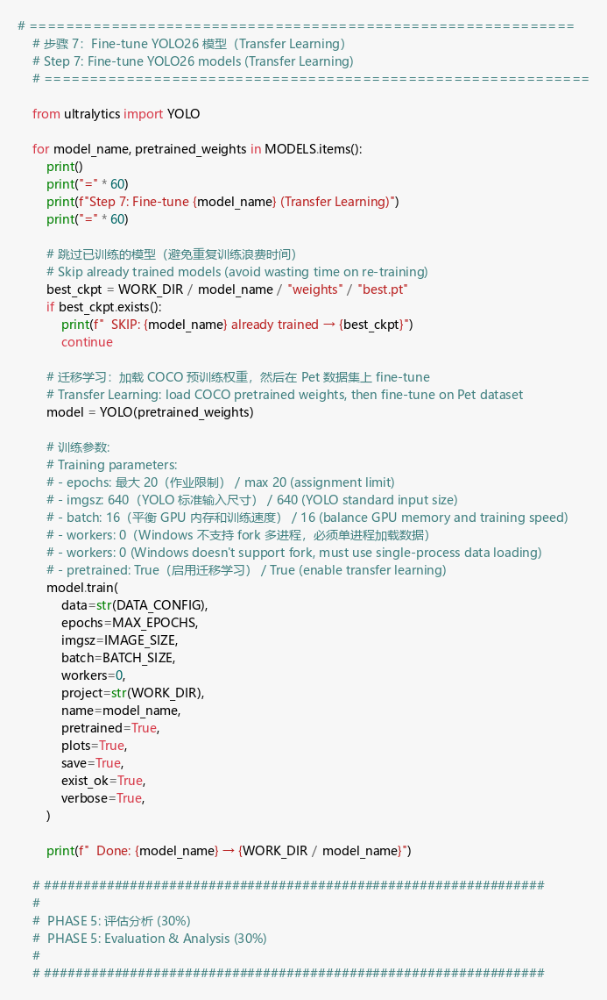 # ============================================================
# 步骤 7：Fine-tune YOLO26 模型（Transfer Learning）
# Step 7: Fine-tune YOLO26 models (Transfer Learning)
# ============================================================
from ultralytics import YOLO
for model_name, pretrained_weights in MODELS.items():
print()
print("=" * 60)
print(f"Step 7: Fine-tune {model_name} (Transfer Learning)")
print("=" * 60)
# 跳过已训练的模型（避免重复训练浪费时间）
# Skip already trained models (avoid wasting time on re-training)
best_ckpt = WORK_DIR / model_name / "weights" / "best.pt"
if best_ckpt.exists():
print(f"  SKIP: {model_name} already trained → {best_ckpt}")
continue
# 迁移学习：加载 COCO 预训练权重，然后在 Pet 数据集上 fine-tune
# Transfer Learning: load COCO pretrained weights, then fine-tune on Pet dataset
model = YOLO(pretrained_weights)
# 训练参数:
# Training parameters:
# - epochs: 最大 20（作业限制） / max 20 (assignment limit)
# - imgsz: 640（YOLO 标准输入尺寸） / 640 (YOLO standard input size)
# - batch: 16（平衡 GPU 内存和训练速度） / 16 (balance GPU memory and training speed)
# - workers: 0（Windows 不支持 fork 多进程，必须单进程加载数据）
# - workers: 0 (Windows doesn't support fork, must use single-process data loading)
# - pretrained: True（启用迁移学习） / True (enable transfer learning)
model.train(
data=str(DATA_CONFIG),
epochs=MAX_EPOCHS,
imgsz=IMAGE_SIZE,
batch=BATCH_SIZE,
workers=0,
project=str(WORK_DIR),
name=model_name,
pretrained=True,
plots=True,
save=True,
exist_ok=True,
verbose=True,
)
print(f"  Done: {model_name} → {WORK_DIR / model_name}")
# ################################################################
#
#  PHASE 5: 评估分析 (30%)
#  PHASE 5: Evaluation & Analysis (30%)
#
# ################################################################